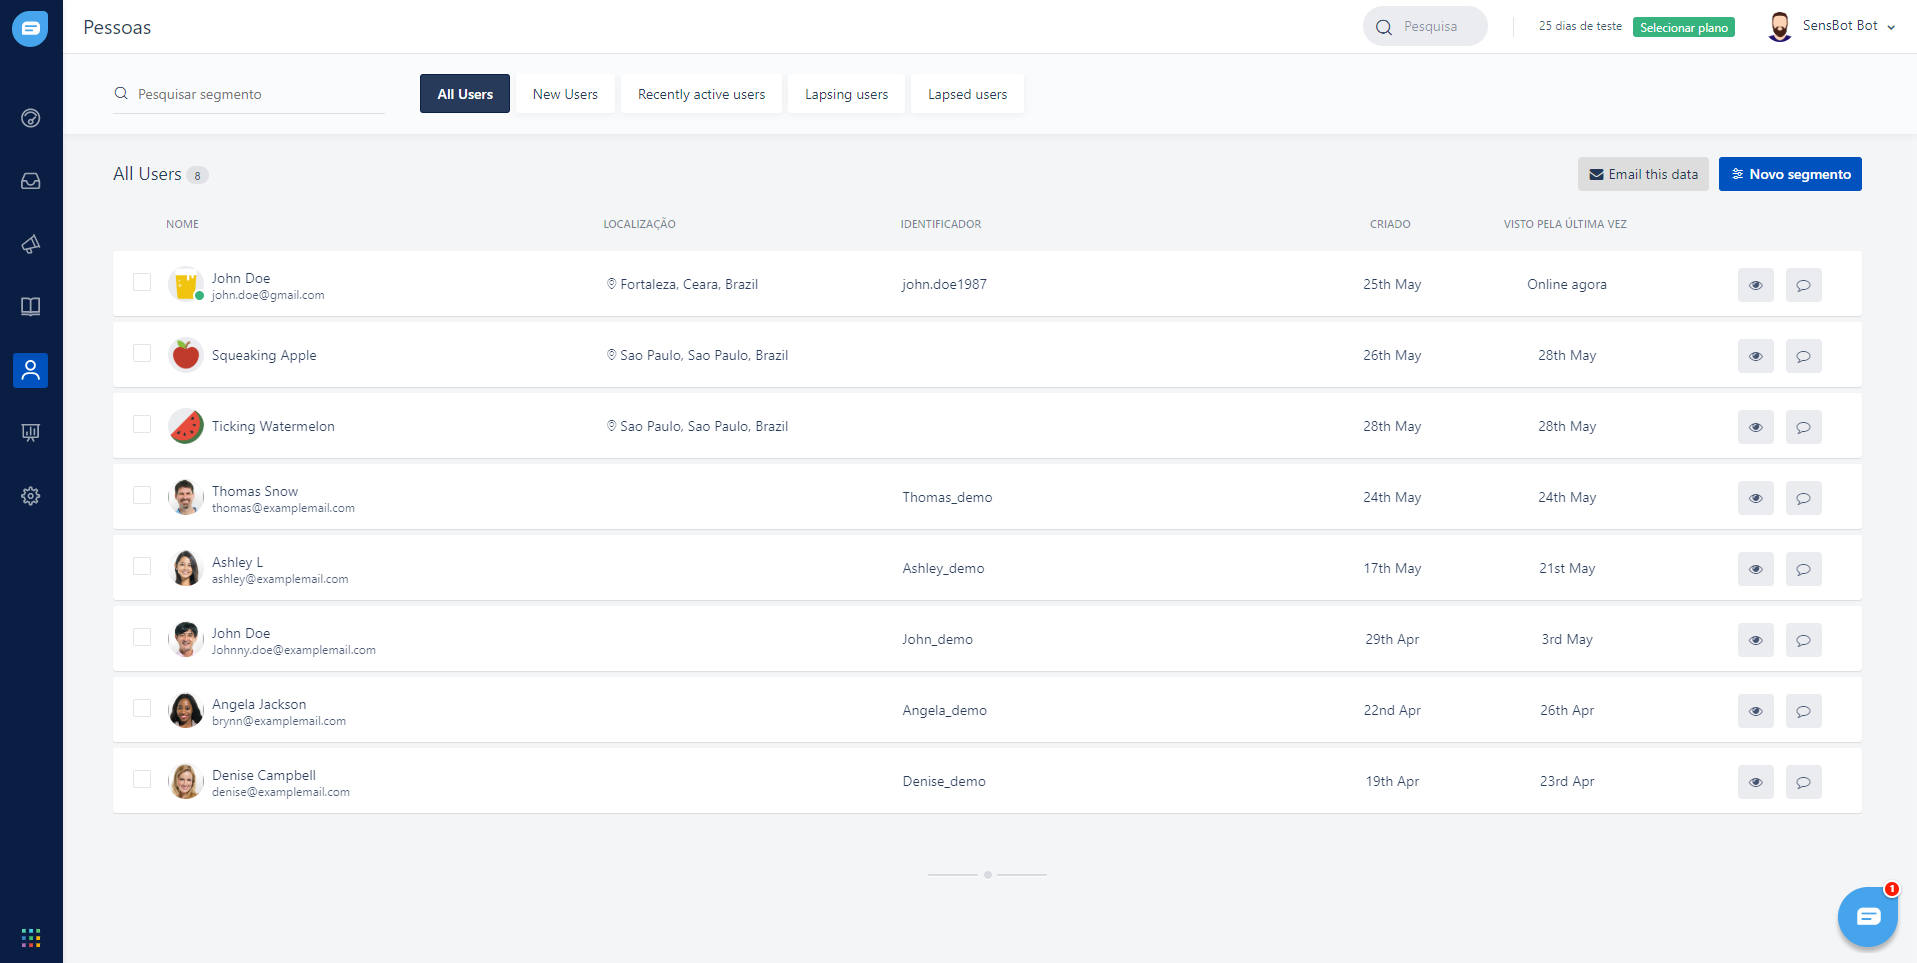 Pessoas
Pesquisa
25 dias de teste
Selecionar plano
SensBot Bot
Pesquisar segmento
All Users
New Users
Recently active users
Lapsing users
Lapsed users
All Users 8
Email this data
Novo segmento
NOME LOCALIZAÇÃO IDENTIFICADOR CRIADO VISTO PELA ÚLTIMA VEZ
John Doe
john.doe@gmail.com
Fortaleza, Ceara, Brazil
john.doe1987
25th May
Online agora
Squeaking Apple
Sao Paulo, Sao Paulo, Brazil
26th May
28th May
Ticking Watermelon
Sao Paulo, Sao Paulo, Brazil
28th May
28th May
Thomas Snow
thomas@examplemail.com
Thomas_demo
24th May
24th May
Ashley L
ashley@examplemail.com
Ashley_demo
17th May
21st May
John Doe
Johnny.doe@examplemail.com
John_demo
29th Apr
3rd May
Angela Jackson
brynn@examplemail.com
Angela_demo
22nd Apr
26th Apr
Denise Campbell
denise@examplemail.com
Denise_demo
19th Apr
23rd Apr
1